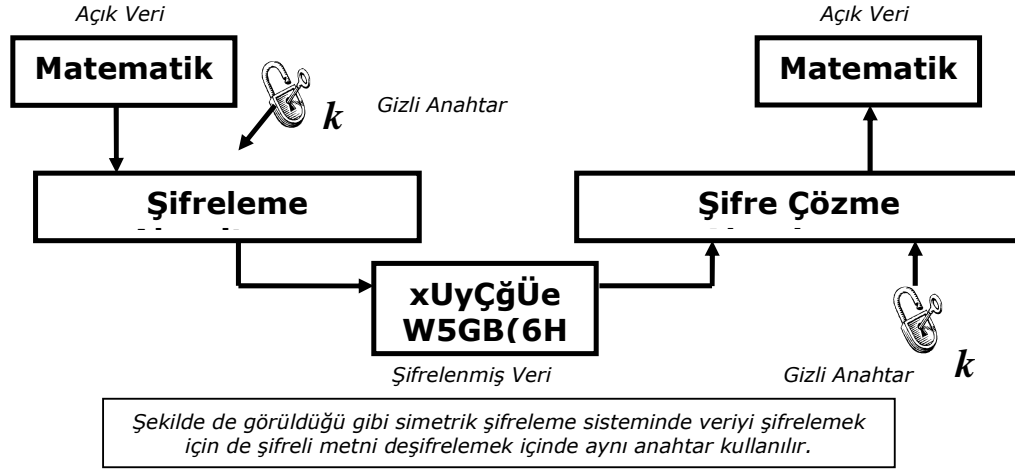 Açık Veri
Açık Veri
Matematik
Matematik
Gizli Anahtar
k
Şifreleme
Şifre Çözme
xUyÇğÜe
W5GB(6H
Şifrelenmiş Veri
Gizli Anahtar
k
Şekilde de görüldüğü gibi simetrik şifreleme sisteminde veriyi şifrelemek
için de şifreli metni deşifrelemek içinde aynı anahtar kullanılır.